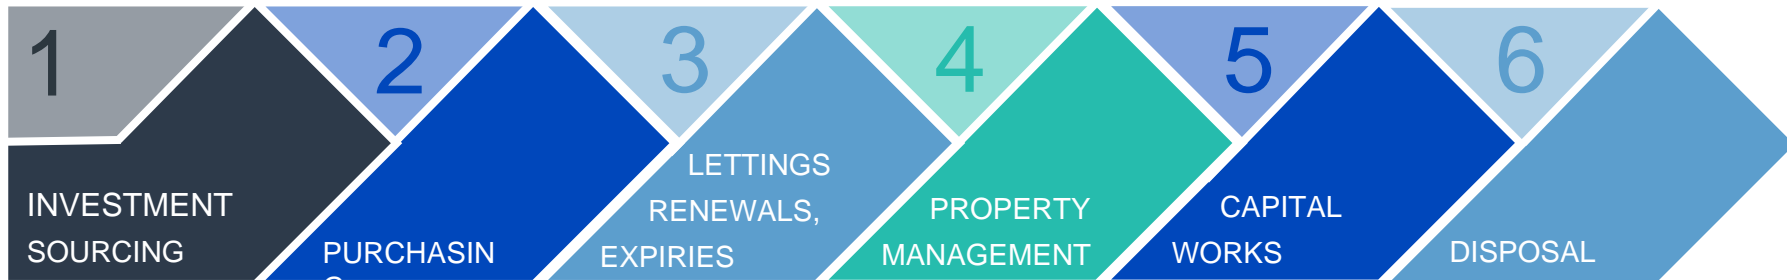 1
INVESTMENT
SOURCING
2
PURCHASIN
3
LETTINGS
RENEWALS,
EXPIRIES
4
PROPERTY
MANAGEMENT
5
CAPITAL
WORKS
6
DISPOSAL